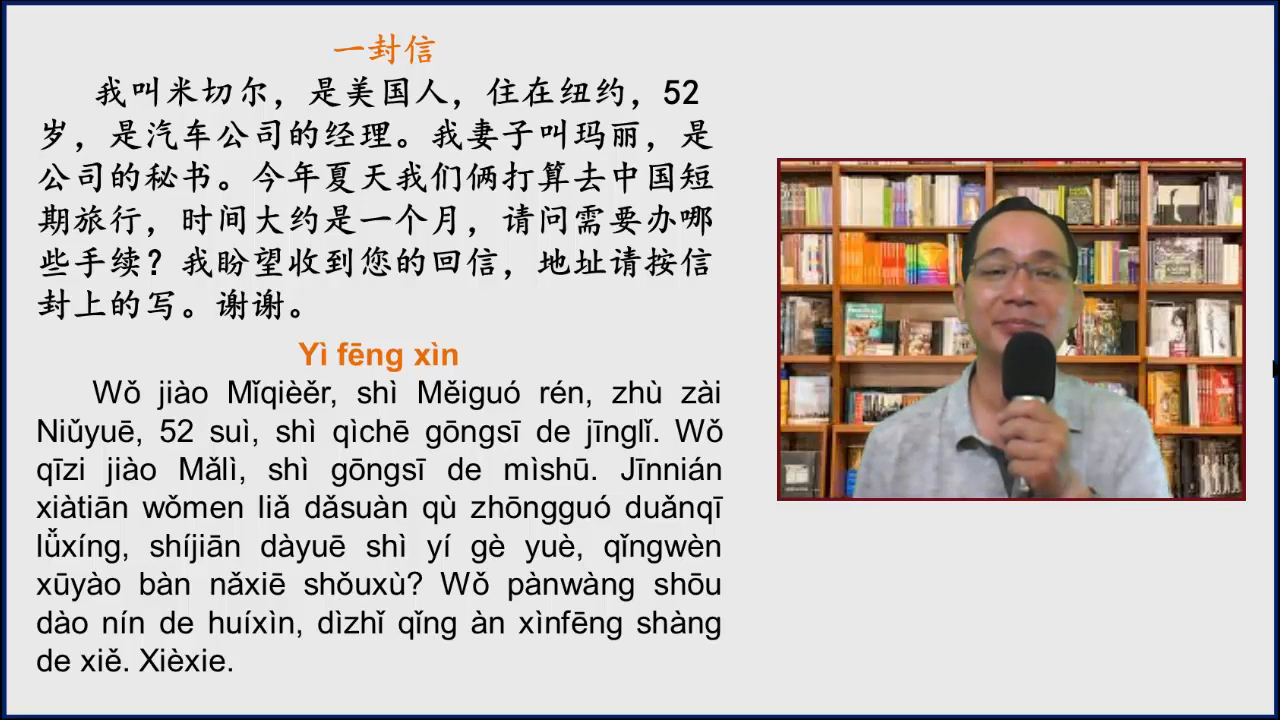 一封信
我叫米切尔，是美国人，住在纽约，52
岁，是汽车公司的经理。我妻子叫玛丽，是
公司的秘书。今年夏天我们俩打算去中国短
期旅行，时间大约是一个月，请问需要办哪
些手续？我盼望收到您的回信，地址请按信
封上的写。谢谢。
Yì fēng xìn
Wǒ jiào Mǐqièěr, shì Měiguó rén, zhù zài
Niǔyuē, 52 suì, shì qìchē gōngsī de jīnglǐ. Wǒ
qīzi jiào Mǎlì, shì gōngsī de mìshū. Jīnnián
xiàtiān wǒmen liǎ dǎsuàn qù zhōngguó duǎnqī
lǚxíng, shíjiān dàyuē shì yí gè yuè, qǐngwèn
xūyào bàn nǎxiē shǒuxù? Wǒ pànwàng shōu
dào nín de huíxìn, dìzhǐ qǐng àn xìnfēng shàng
de xiě. Xièxie.